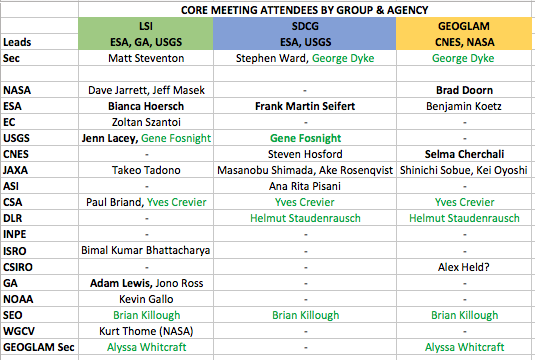 CORE MEETING ATTENDEES BY GROUP & AGENCY
LSI SDCG GEOGLAM
Leads ESA, GA, USGS ESA, USGS CNES, NASA
Sec Matt Steventon Stephen Ward, George Dyke George Dyke
NASA Dave Jarrett, Jeff Masek - Brad Doorn
ESA Bianca Hoersch Frank Martin Seifert Benjamin Koetz
EC Zoltan Szantoi - -
USGS Jenn Lacey, Gene Fosnight Gene Fosnight -
CNES - Steven Hosford Selma Cherchali
JAXA Takeo Tadono Masanobu Shimada, Ake Rosenqvist Shinichi Sobue, Kei Oyoshi
ASI - Ana Rita Pisani -
CSA Paul Briand, Yves Crevier Yves Crevier Yves Crevier
DLR - Helmut Staudenrausch Helmut Staudenrausch
INPE - - -
ISRO Bimal Kumar Bhattacharya - -
CSIRO - - Alex Held?
GA Adam Lewis, Jono Ross - -
NOAA Kevin Gallo - -
SEO Brian Killough Brian Killough Brian Killough
WGCV Kurt Thome (NASA) - -
GEOGLAM Sec Alyssa Whitcraft - Alyssa Whitcraft